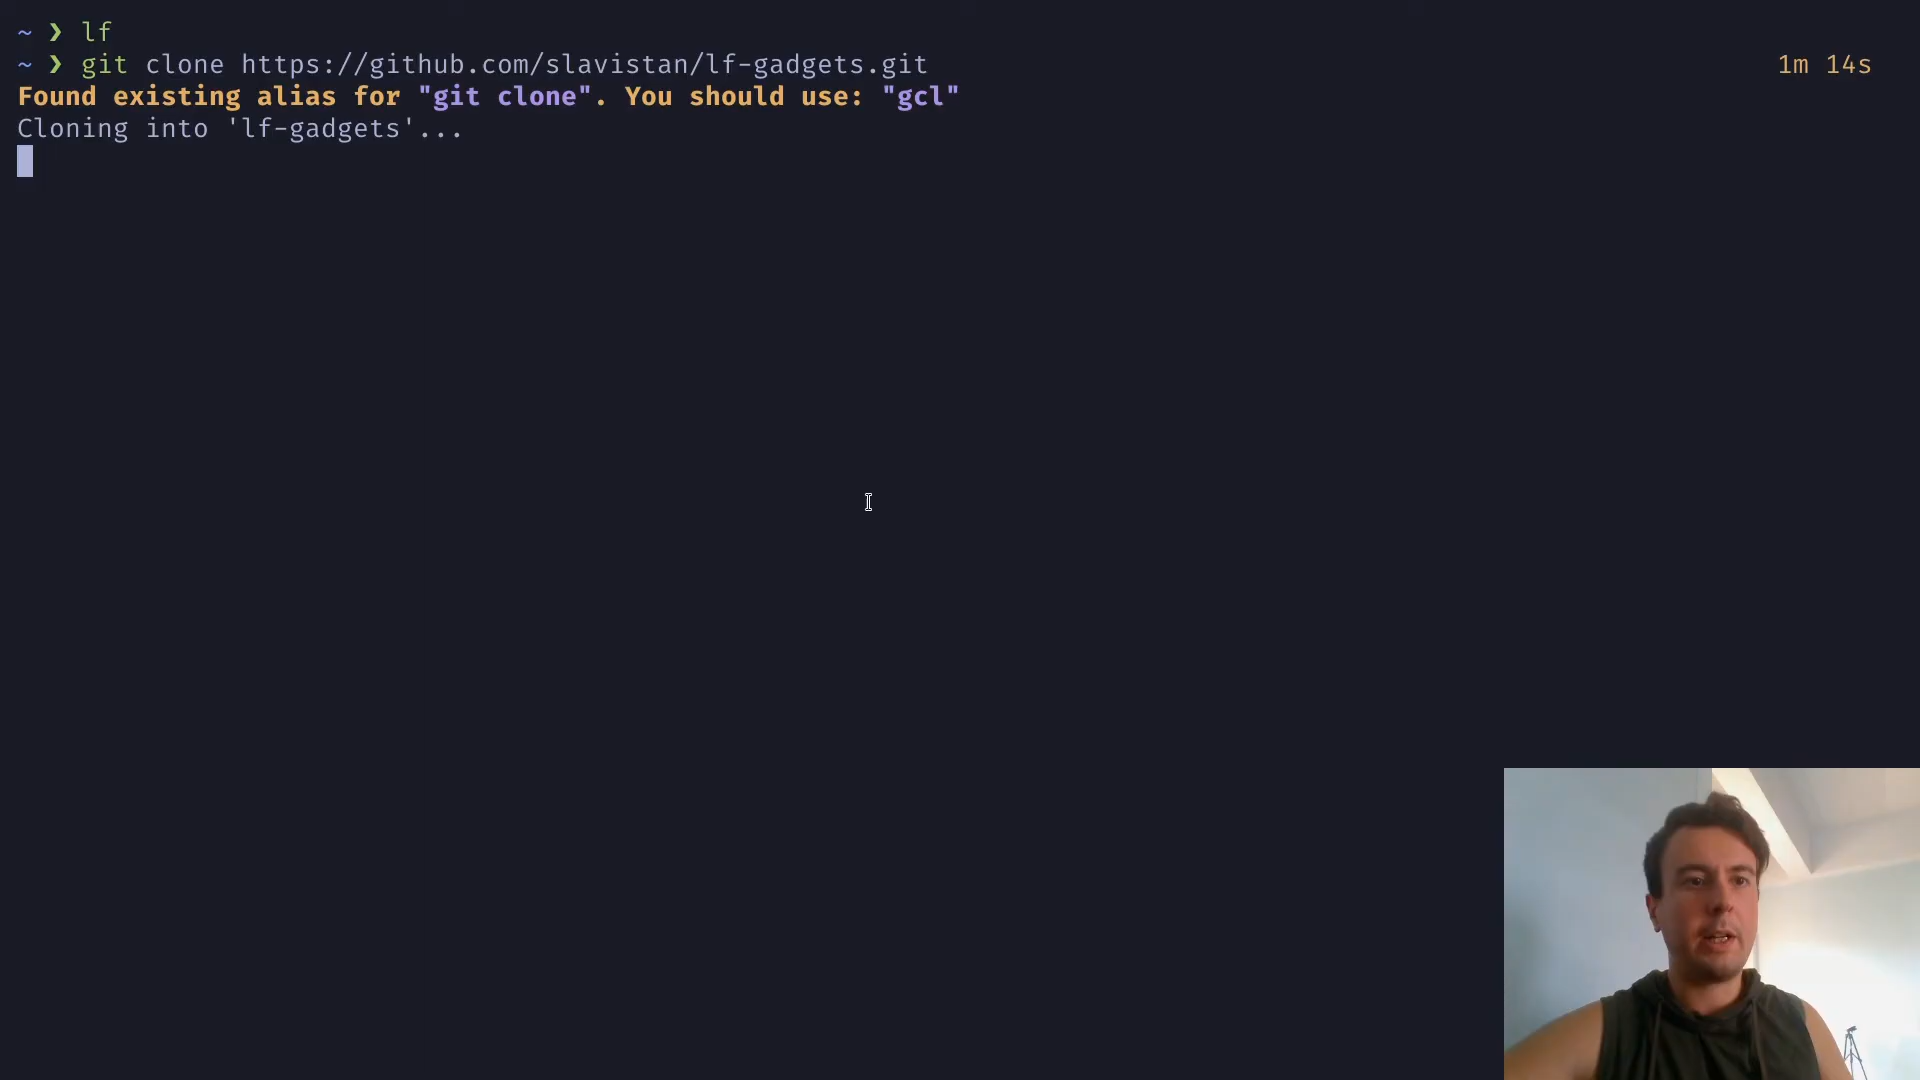 ~ ❯ lf
~ ❯ git clone https://github.com/slavistan/lf-gadgets.git 1m 14s
Found existing alias for "git clone". You should use: "gcl"
Cloning into 'lf-gadgets'...